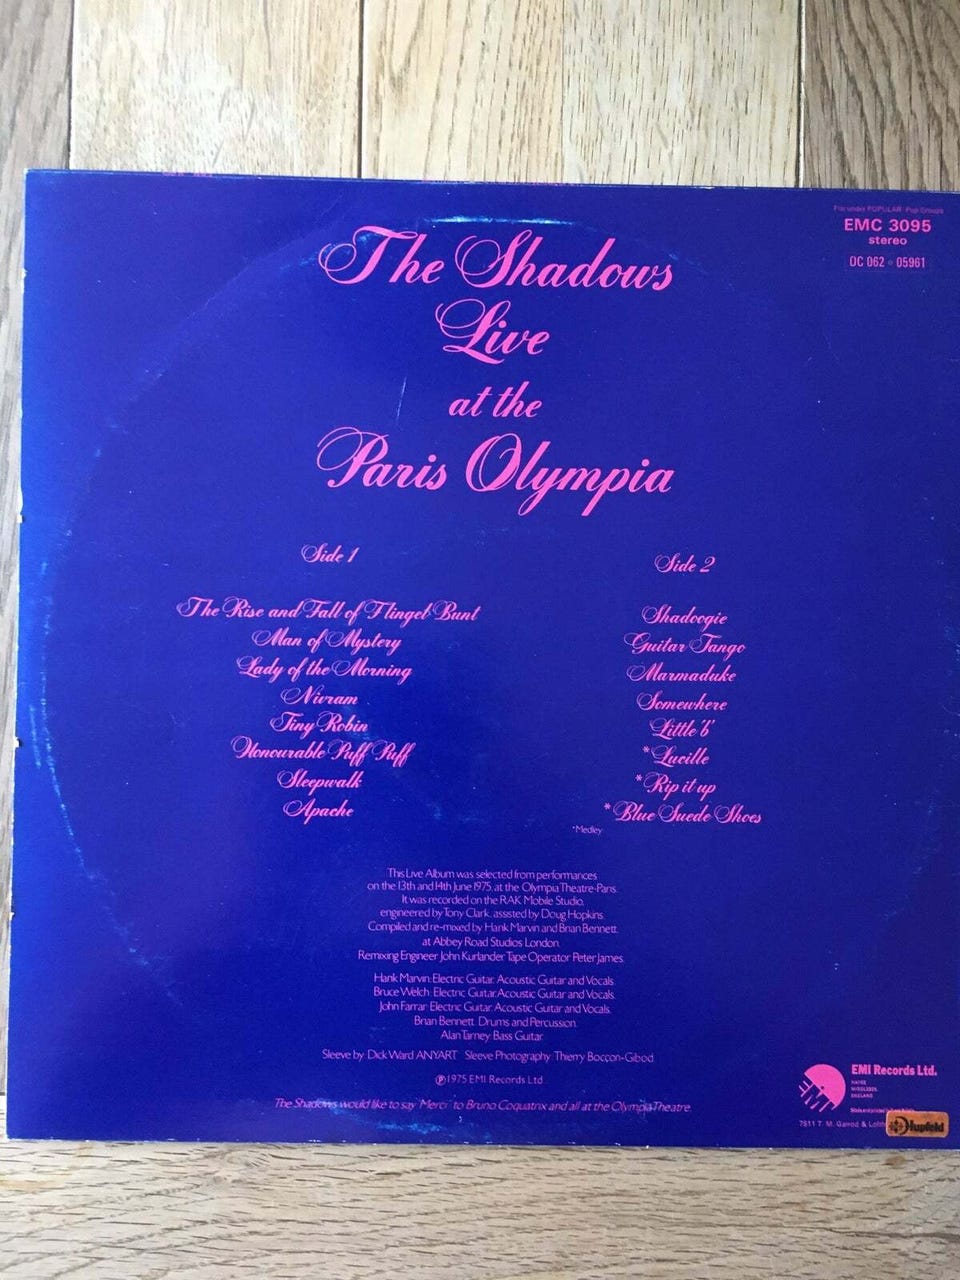 File under POPULAR: Pop Groups
EMC 3095
stereo
OC 062 ○ 05961
The Shadows
Live
at the
Paris Olympia
Side 1
The Rise and Fall of Flingel Bunt
Man of Mystery
Lady of the Morning
Nivram
Tiny Robin
Honourable Puff Puff
Sleepwalk
Apache
Side 2
Shadoogie
Guitar Tango
Marmaduke
Somewhere
Little 'b'
*Lucille
*Rip it up
*Blue Suede Shoes
*Medley
This Live Album was selected from performances
on the 13th and 14th June 1975, at the Olympia Theatre-Paris.
It was recorded on the RAK Mobile Studio,
engineered by Tony Clark, assisted by Doug Hopkins.
Compiled and re-mixed by Hank Marvin and Brian Bennett.
at Abbey Road Studios London.
Remixing Engineer John Kurlander Tape Operator Peter James.
Hank Marvin: Electric Guitar. Acoustic Guitar and Vocals.
Bruce Welch: Electric Guitar. Acoustic Guitar and Vocals.
John Farrar: Electric Guitar. Acoustic Guitar and Vocals.
Brian Bennett. Drums and Percussion.
Alan Tarney. Bass Guitar.
Sleeve by Dick Ward ANYART Sleeve Photography Thierry Boccon-Gibod
℗1975 EMI Records Ltd
The Shadows would like to say 'Merci' to Bruno Coquatrix and all at the Olympia Theatre.
EMI
EMI Records Ltd.
HAYES
MIDDLESEX
ENGLAND
7511 T. M. Garrod & Loft
Hupfeld